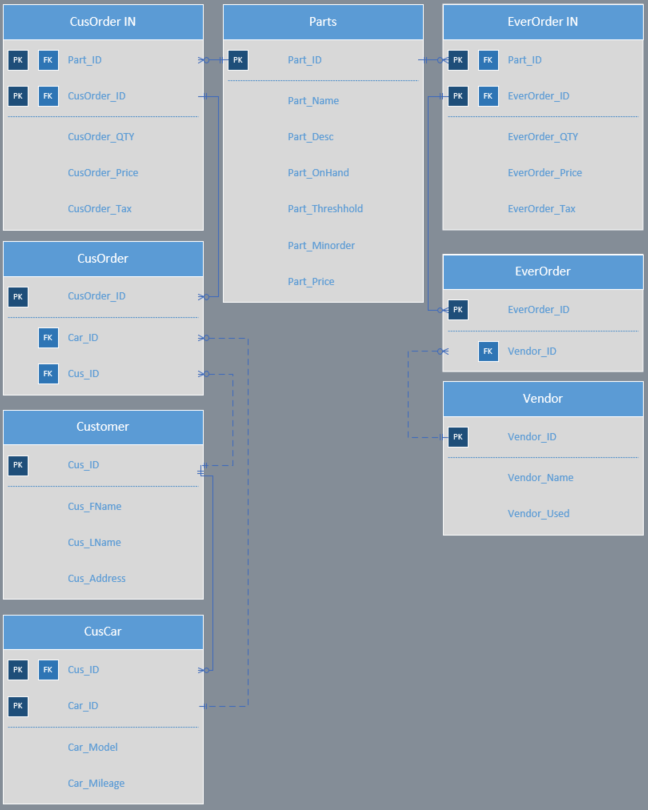 CusOrder IN
PK FK Part_ID
PK FK CusOrder_ID
CusOrder_QTY
CusOrder_Price
CusOrder_Tax
Parts
PK Part_ID
Part_Name
Part_Desc
Part_OnHand
Part_Threshhold
Part_Minorder
Part_Price
EverOrder IN
PK FK Part_ID
PK FK EverOrder_ID
EverOrder_QTY
EverOrder_Price
EverOrder_Tax
CusOrder
PK CusOrder_ID
FK Car_ID
FK Cus_ID
EverOrder
PK EverOrder_ID
FK Vendor_ID
Customer
PK Cus_ID
Cus_FName
Cus_LName
Cus_Address
Vendor
PK Vendor_ID
Vendor_Name
Vendor_Used
CusCar
PK FK Cus_ID
PK Car_ID
Car_Model
Car_Mileage